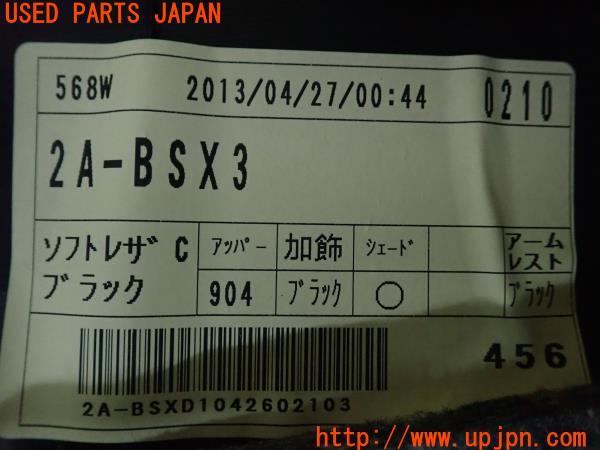 USED PARTS JAPAN
568W 2013/04/27/00:44 0210
2A-BSX3
ソフトレザ C ｱｯﾊﾟｰ 加飾 ｼｪｰﾄﾞ アーム
レスト
ブラック 904 ﾌﾞﾗｯｸ ○ ﾌﾞﾗｯｸ
456
2A-BSXD1042602103
http://www.upjpn.com